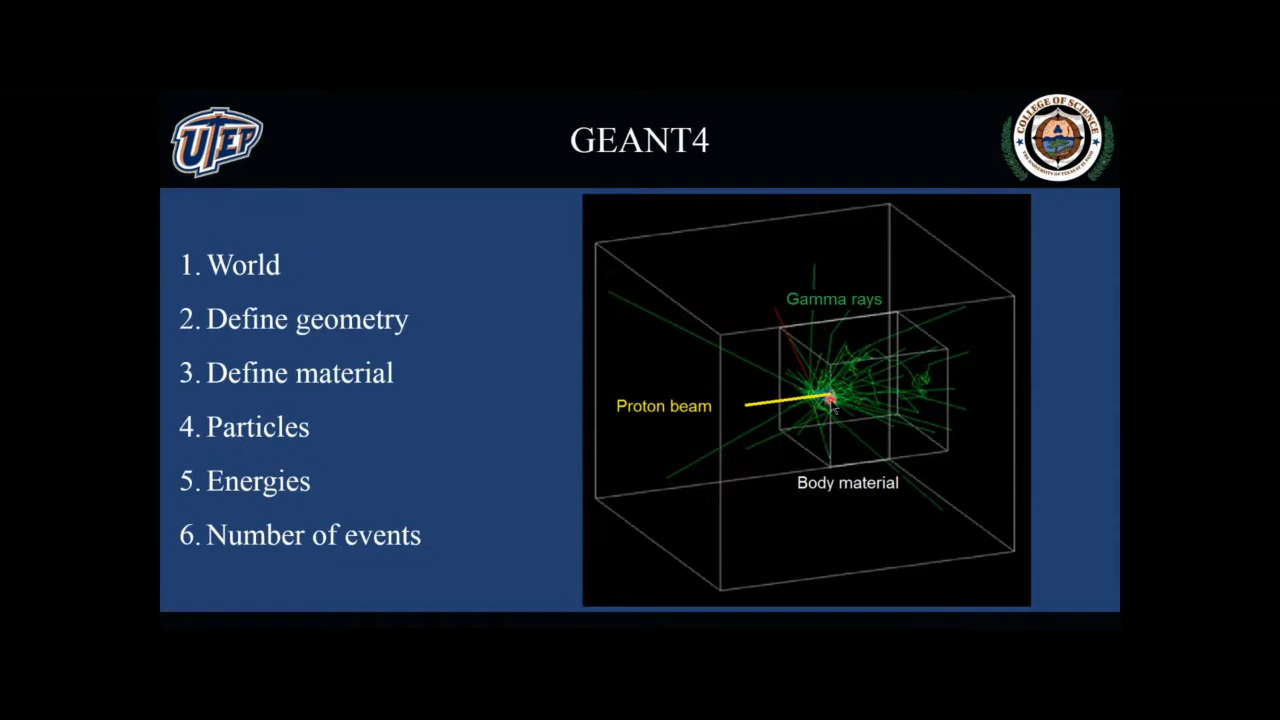 UTEP
GEANT4
COLLEGE OF SCIENCE
1. World
2. Define geometry
3. Define material
4. Particles
5. Energies
6. Number of events
Gamma rays
Proton beam
Body material